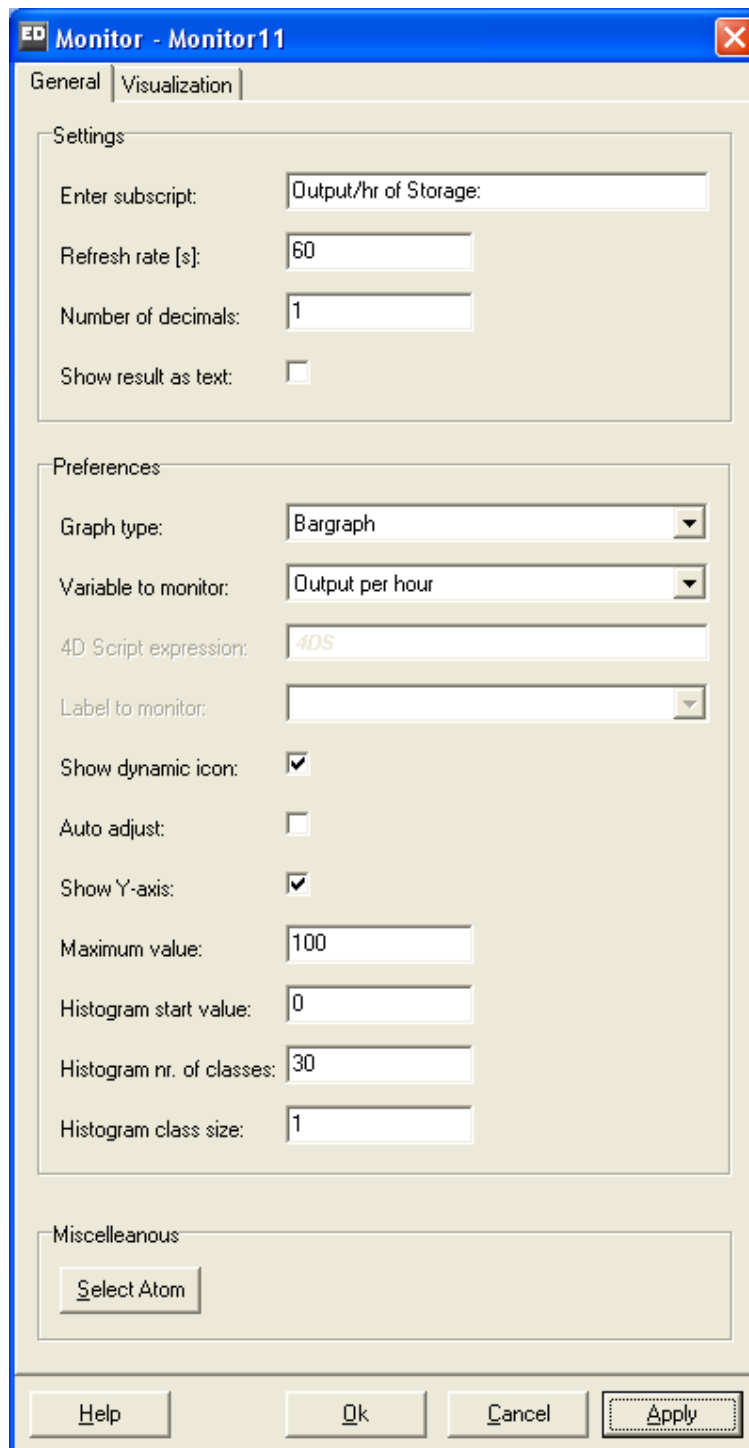 ED Monitor - Monitor11
General Visualization
Settings
Enter subscript: Output/hr of Storage:
Refresh rate [s]: 60
Number of decimals: 1
Show result as text:
Preferences
Graph type: Bargraph
Variable to monitor: Output per hour
4D Script expression: 4DS
Label to monitor:
Show dynamic icon:
Auto adjust:
Show Y-axis:
Maximum value: 100
Histogram start value: 0
Histogram nr. of classes: 30
Histogram class size: 1
Miscelleanous
Select Atom
Help Ok Cancel Apply